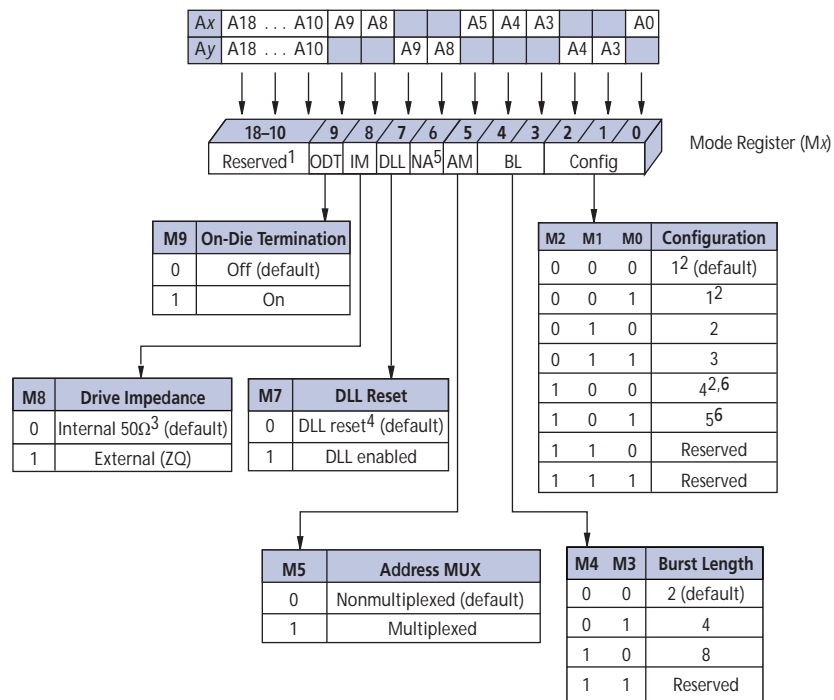 Ax A18 . . . A10 A9 A8 A5 A4 A3 A0
Ay A18 . . . A10 A9 A8 A4 A3
18–10 9 8 7 6 5 4 3 2 1 0
Reserved1 ODT IM DLL NA5 AM BL Config
Mode Register (Mx)
M9 On-Die Termination
0 Off (default)
1 On
M2 M1 M0 Configuration
0 0 0 12 (default)
0 0 1 12
0 1 0 2
0 1 1 3
1 0 0 42,6
1 0 1 56
1 1 0 Reserved
1 1 1 Reserved
M8 Drive Impedance
0 Internal 50Ω3 (default)
1 External (ZQ)
M7 DLL Reset
0 DLL reset4 (default)
1 DLL enabled
M5 Address MUX
0 Nonmultiplexed (default)
1 Multiplexed
M4 M3 Burst Length
0 0 2 (default)
0 1 4
1 0 8
1 1 Reserved